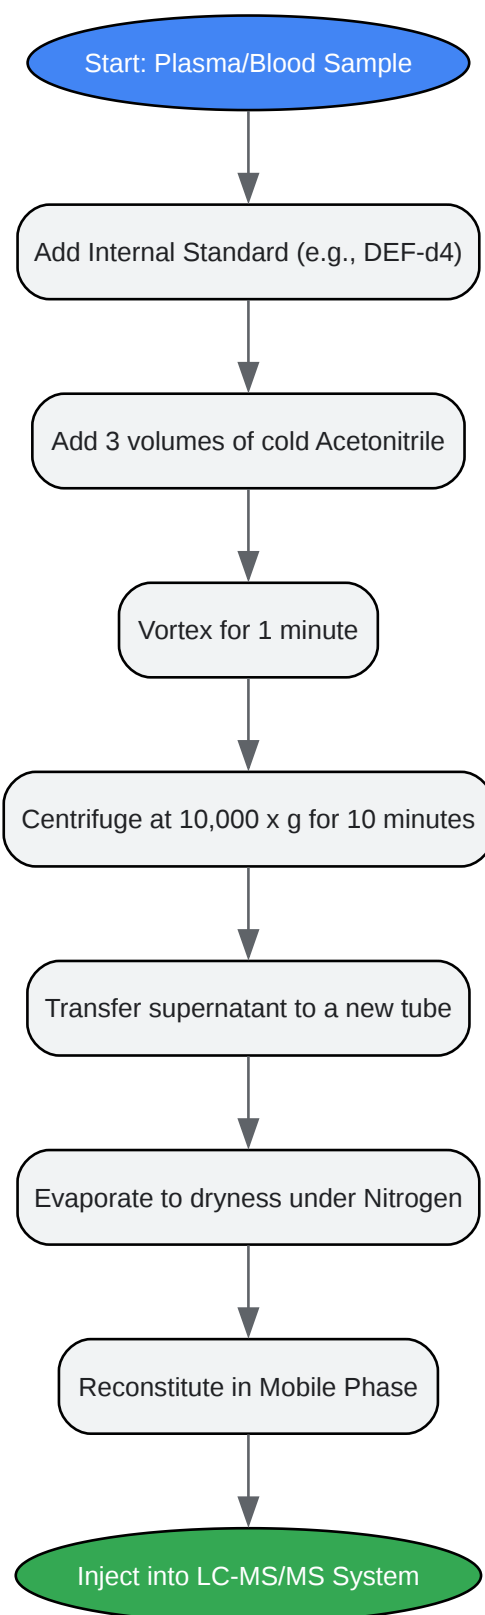 Start: Plasma/Blood Sample
Add Internal Standard (e.g., DEF-d4)
Add 3 volumes of cold Acetonitrile
Vortex for 1 minute
Centrifuge at 10,000 x g for 10 minutes
Transfer supernatant to a new tube
Evaporate to dryness under Nitrogen
Reconstitute in Mobile Phase
Inject into LC-MS/MS System